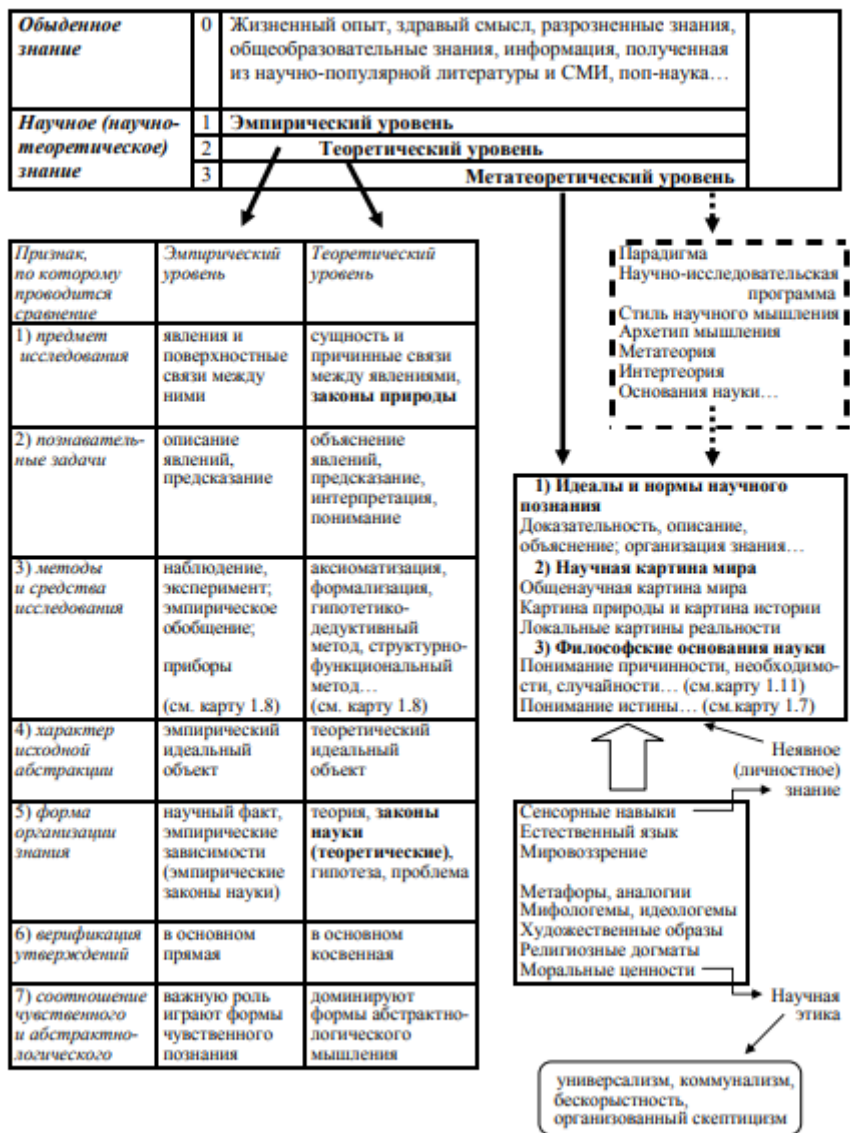 Обыденное знание
0
Жизненный опыт, здравый смысл, разрозненные знания,
общеобразовательные знания, информация, полученная
из научно-популярной литературы и СМИ, поп-наука…
Научное (научно-
теоретическое)
знание
1 Эмпирический уровень
2 Теоретический уровень
3 Метатеоретический уровень
Признак,
по которому
проводится
сравнение
Эмпирический
уровень
Теоретический
уровень
1) предмет
исследования
явления и
поверхностные
связи между
ними
сущность и
причинные связи
между явлениями,
законы природы
2) познаватель-
ные задачи
описание
явлений,
предсказание
объяснение
явлений,
предсказание,
интерпретация,
понимание
3) методы
и средства
исследования
наблюдение,
эксперимент;
эмпирическое
обобщение;
приборы
(см. карту 1.8)
аксиоматизация,
формализация,
гипотетико-
дедуктивный
метод, структурно-
функциональный
метод…
(см. карту 1.8)
4) характер
исходной
абстракции
эмпирический
идеальный
объект
теоретический
идеальный
объект
5) форма
организации
знания
научный факт,
эмпирические
зависимости
(эмпирические
законы науки)
теория, законы
науки
(теоретические),
гипотеза, проблема
6) верификация
утверждений
в основном
прямая
в основном
косвенная
7) соотношение
чувственного
и абстрактно-
логического
важную роль
играют формы
чувственного
познания
доминируют
формы абстрактно-
логического
мышления
Парадигма
Научно-исследовательская
программа
Стиль научного мышления
Архетип мышления
Метатеория
Интертеория
Основания науки…
1) Идеалы и нормы научного
познания
Доказательность, описание,
объяснение; организация знания…
2) Научная картина мира
Общенаучная картина мира
Картина природы и картина истории
Локальные картины реальности
3) Философские основания науки
Понимание причинности, необходимо-
сти, случайности… (см.карту 1.11)
Понимание истины… (см.карту 1.7)
Неявное
(личностное)
знание
Сенсорные навыки
Естественный язык
Мировоззрение
Метафоры, аналогии
Мифологемы, идеологемы
Художественные образы
Религиозные догматы
Моральные ценности
Научная
этика
универсализм, коммунализм,
бескорыстность,
организованный скептицизм